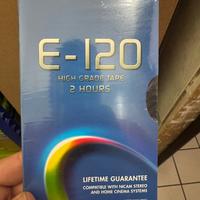 E-120
HIGH GRADE TAPE
2 HOURS
LIFETIME GUARANTEE
COMPATIBLE WITH NICAM STEREO
AND HOME CINEMA SYSTEMS